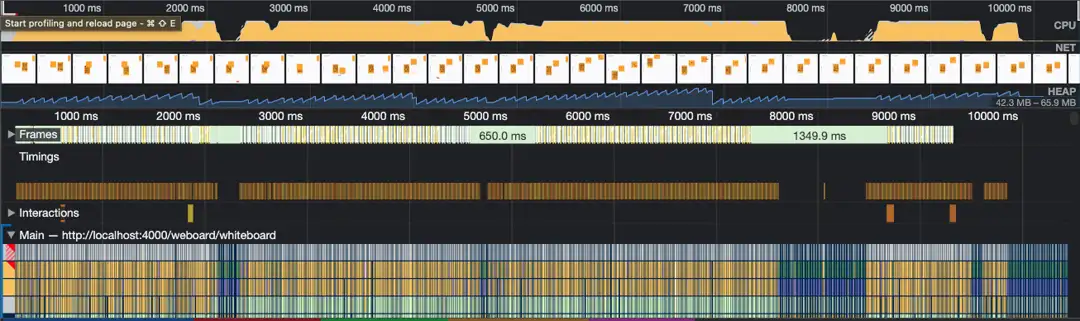 1000 ms 2000 ms 3000 ms 4000 ms 5000 ms 6000 ms 7000 ms 8000 ms 9000 ms 10000 ms
Start profiling and reload page - ⌘ ⇧ E
CPU
NET
HEAP
42.3 MB – 65.9 MB
1000 ms 2000 ms 3000 ms 4000 ms 5000 ms 6000 ms 7000 ms 8000 ms 9000 ms 10000 ms
Frames 650.0 ms 1349.9 ms
Timings
Interactions
Main — http://localhost:4000/weboard/whiteboard